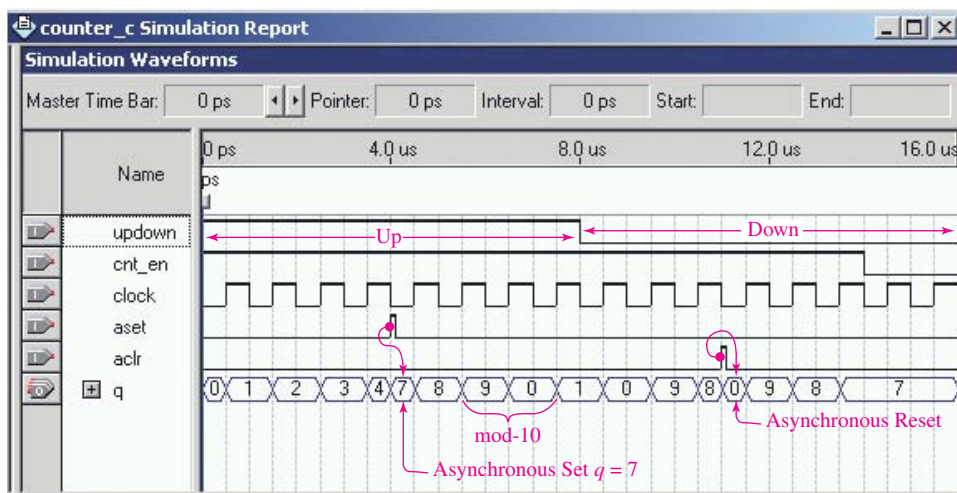 counter_c Simulation Report
Simulation Waveforms
Master Time Bar: 0 ps Pointer: 0 ps Interval: 0 ps Start: End:
Name 0 ps 4.0 us 8.0 us 12.0 us 16.0 us
ps
updown Up Down
cnt_en
clock
aset
aclr
q 0 1 2 3 4 7 8 9 0 1 0 9 8 0 9 8 7
mod-10 Asynchronous Reset
Asynchronous Set q = 7